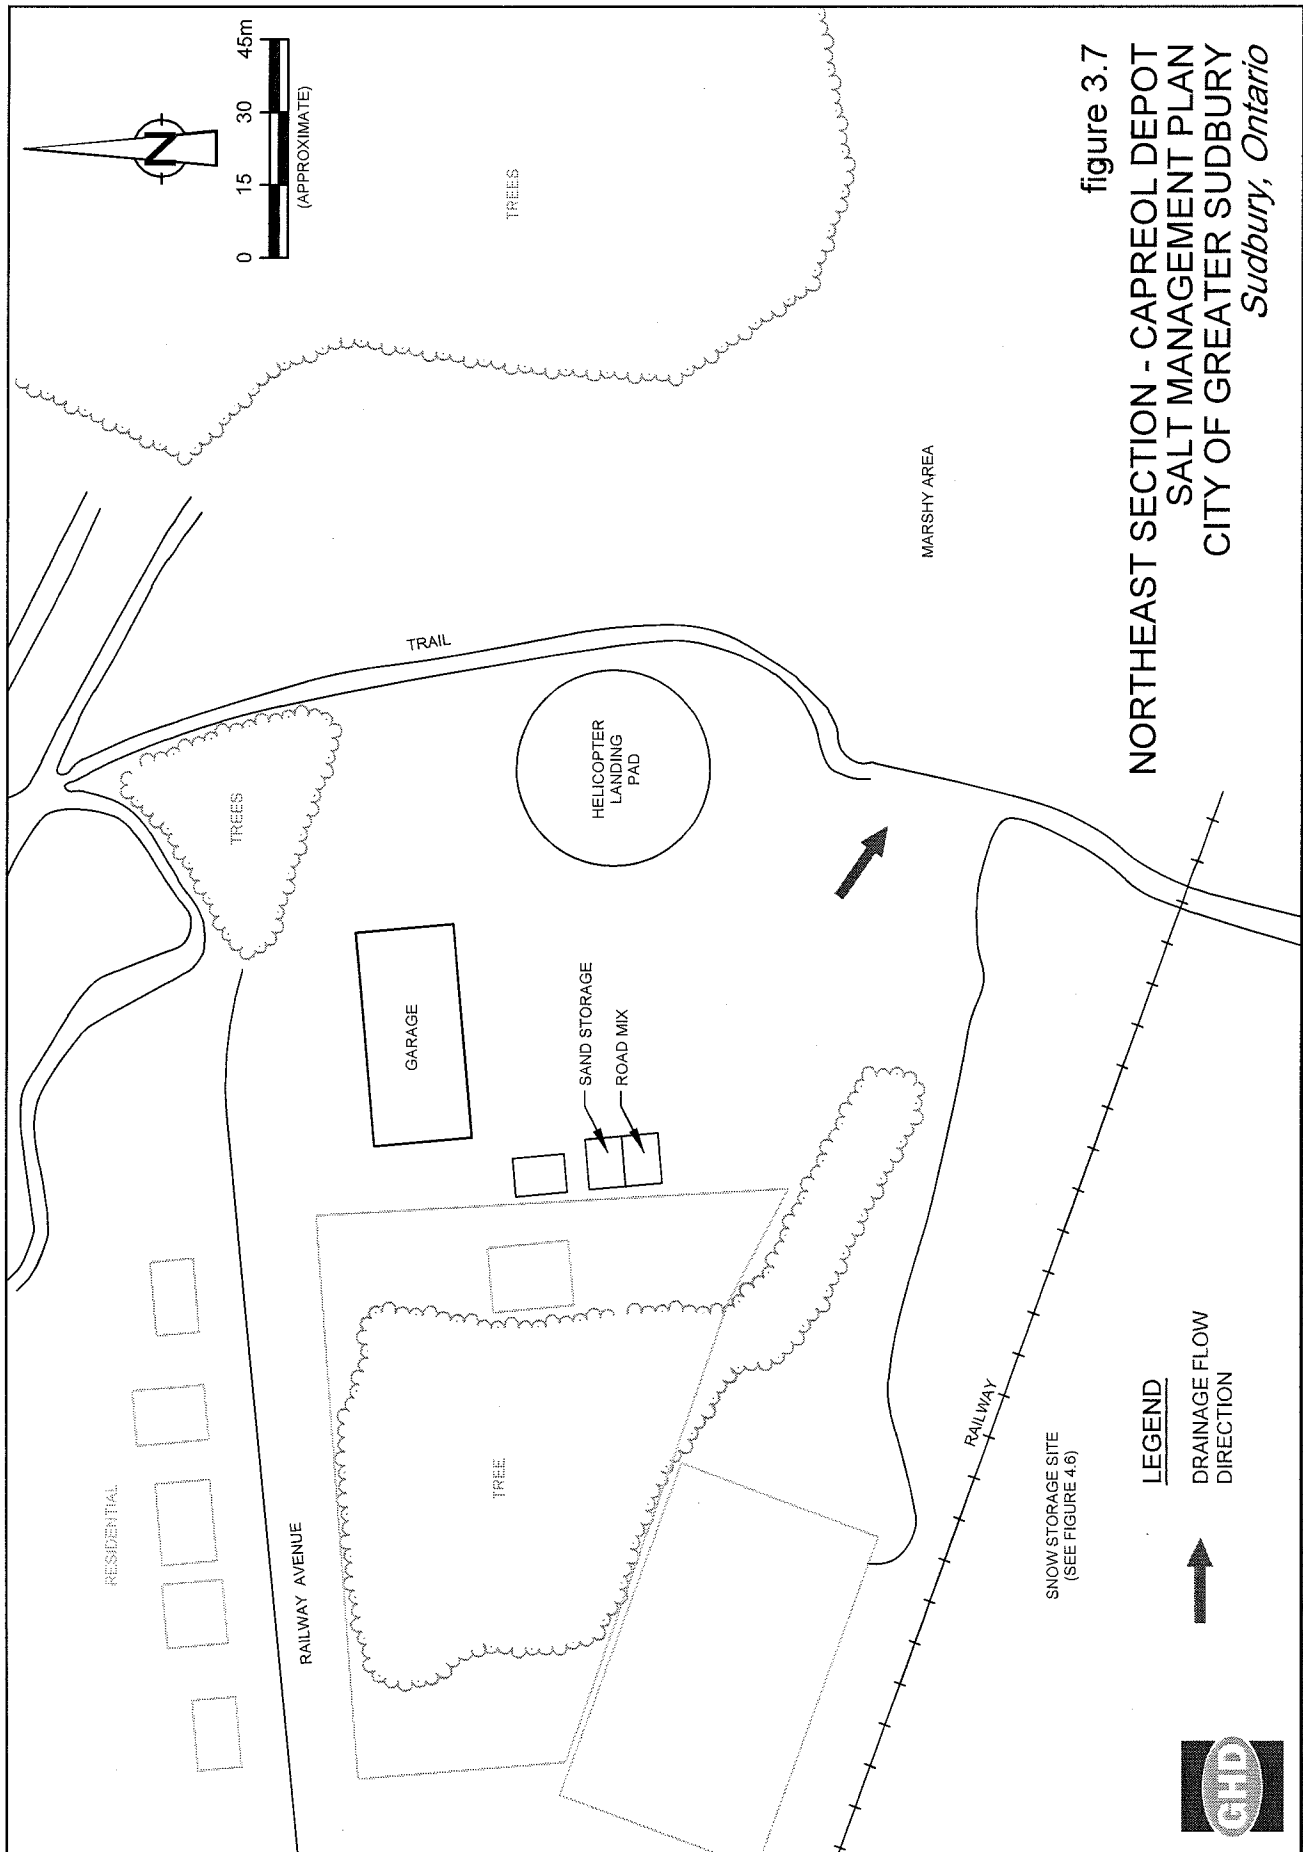 45m
30
15
0
(APPROXIMATE)
N
TREES
TRAIL
TREES
HELICOPTER
LANDING
PAD
MARSHY AREA
GARAGE
SAND STORAGE
ROAD MIX
RESIDENTIAL
RAILWAY AVENUE
TREE
RAILWAY
SNOW STORAGE SITE
(SEE FIGURE 4.6)
LEGEND
DRAINAGE FLOW
DIRECTION
GHD
figure 3.7
NORTHEAST SECTION - CAPREOL DEPOT
SALT MANAGEMENT PLAN
CITY OF GREATER SUDBURY
Sudbury, Ontario